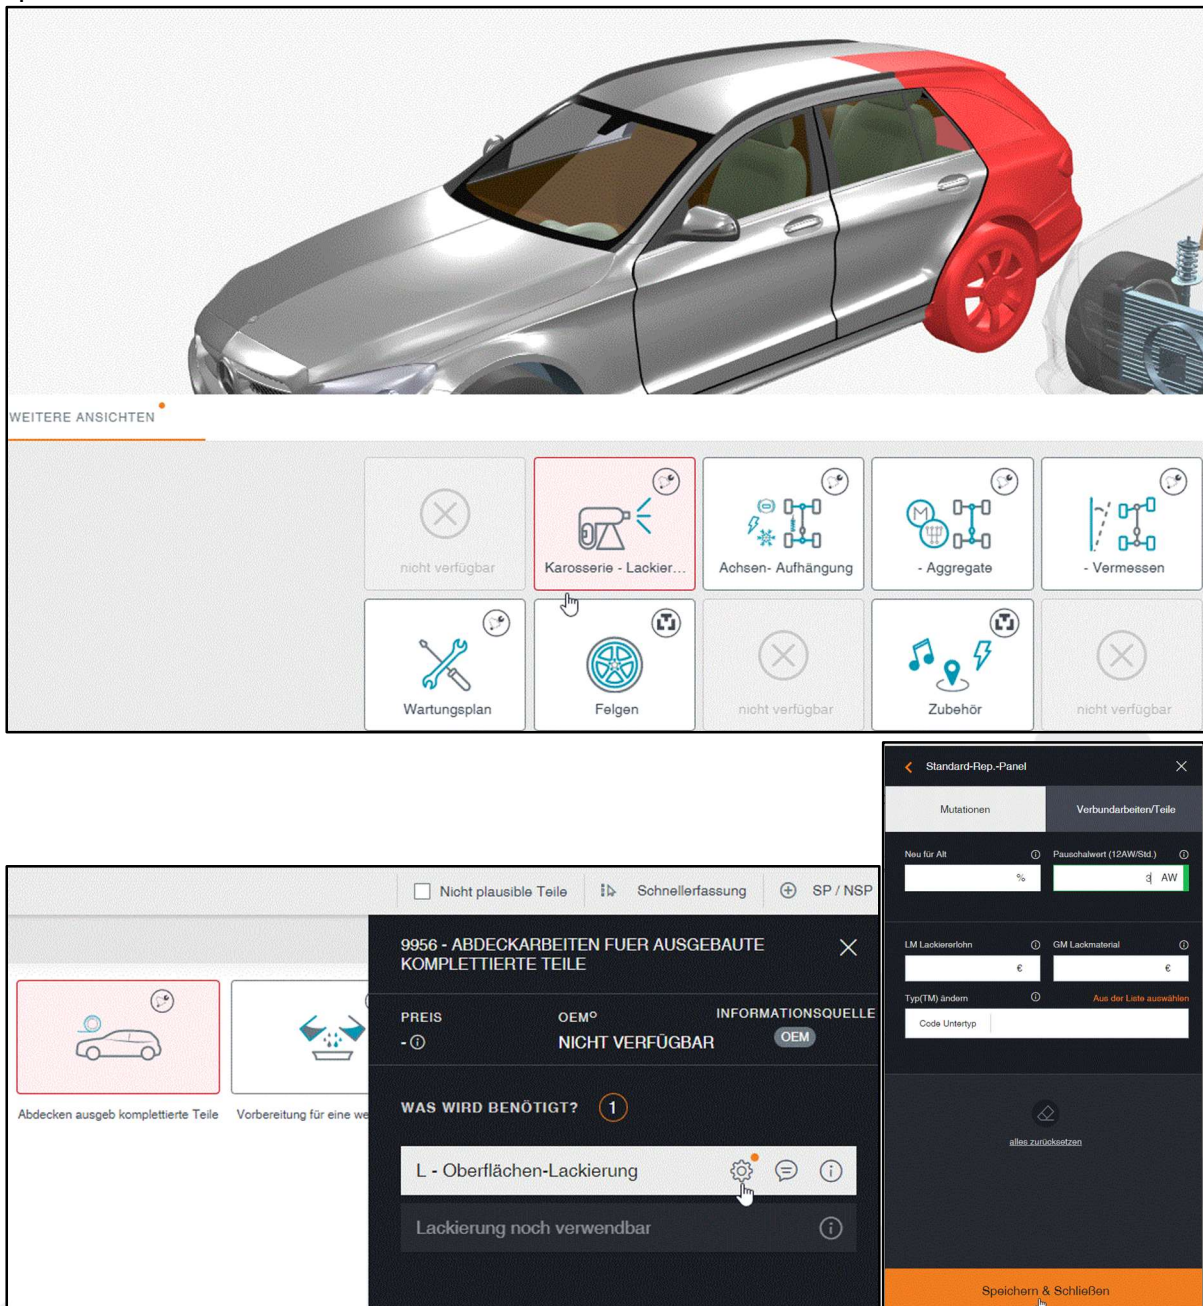 WEITERE ANSICHTEN
nicht verfügbar
Karosserie - Lackier...
Achsen- Aufhängung
- Aggregate
- Vermessen
Wartungsplan
Felgen
nicht verfügbar
Zubehör
nicht verfügbar
Nicht plausible Teile
Schnellerfassung
SP / NSP
Abdecken ausgeb komplettierte Teile
Vorbereitung für eine we
9956 - ABDECKARBEITEN FUER AUSGEBAUTE
KOMPLETTIERTE TEILE
PREIS
OEMO
INFORMATIONSQUELLE
-
NICHT VERFÜGBAR
OEM
WAS WIRD BENÖTIGT? 1
L - Oberflächen-Lackierung
Lackierung noch verwendbar
Standard-Rep.-Panel
Mutationen
Verbundarbeiten/Teile
Neu für Alt
Pauschalwert (12AW/Std.)
%
3 AW
LM Lackiererlohn
GM Lackmaterial
€
€
Typ(TM) ändern
Aus der Liste auswählen
Code Untertyp
alles zurücksetzen
Speichern & Schließen